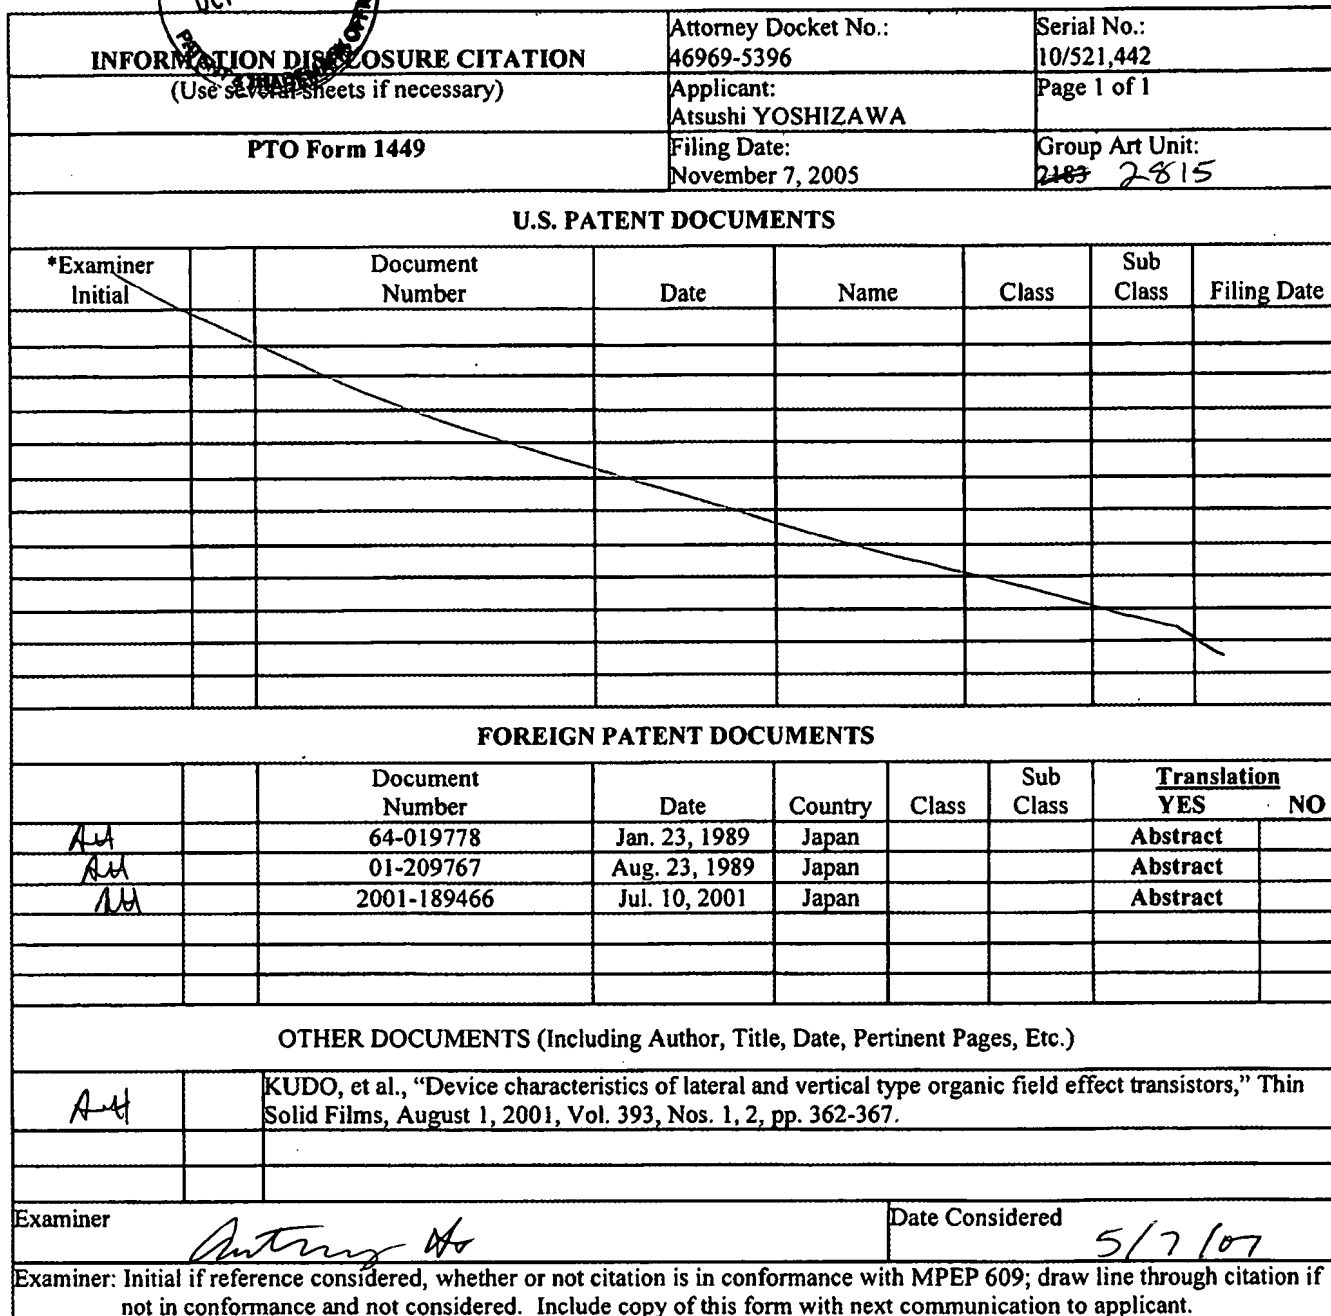 OCT
PATENT & TRADEMARK OFFICE
INFORMATION DISCLOSURE CITATION
(Use several sheets if necessary)
PTO Form 1449
Attorney Docket No.:
46969-5396
Serial No.:
10/521,442
Applicant:
Atsushi YOSHIZAWA
Page 1 of 1
Filing Date:
November 7, 2005
Group Art Unit:
2183 2815
U.S. PATENT DOCUMENTS
*Examiner Initial Document Number Date Name Class Sub Class Filing Date
FOREIGN PATENT DOCUMENTS
Document Number Date Country Class Sub Class Translation YES NO
AH 64-019778 Jan. 23, 1989 Japan Abstract
AH 01-209767 Aug. 23, 1989 Japan Abstract
AH 2001-189466 Jul. 10, 2001 Japan Abstract
OTHER DOCUMENTS (Including Author, Title, Date, Pertinent Pages, Etc.)
AH KUDO, et al., “Device characteristics of lateral and vertical type organic field effect transistors,” Thin
Solid Films, August 1, 2001, Vol. 393, Nos. 1, 2, pp. 362-367.
Examiner Anthony Ho Date Considered 5/7/07
Examiner: Initial if reference considered, whether or not citation is in conformance with MPEP 609; draw line through citation if
not in conformance and not considered. Include copy of this form with next communication to applicant.